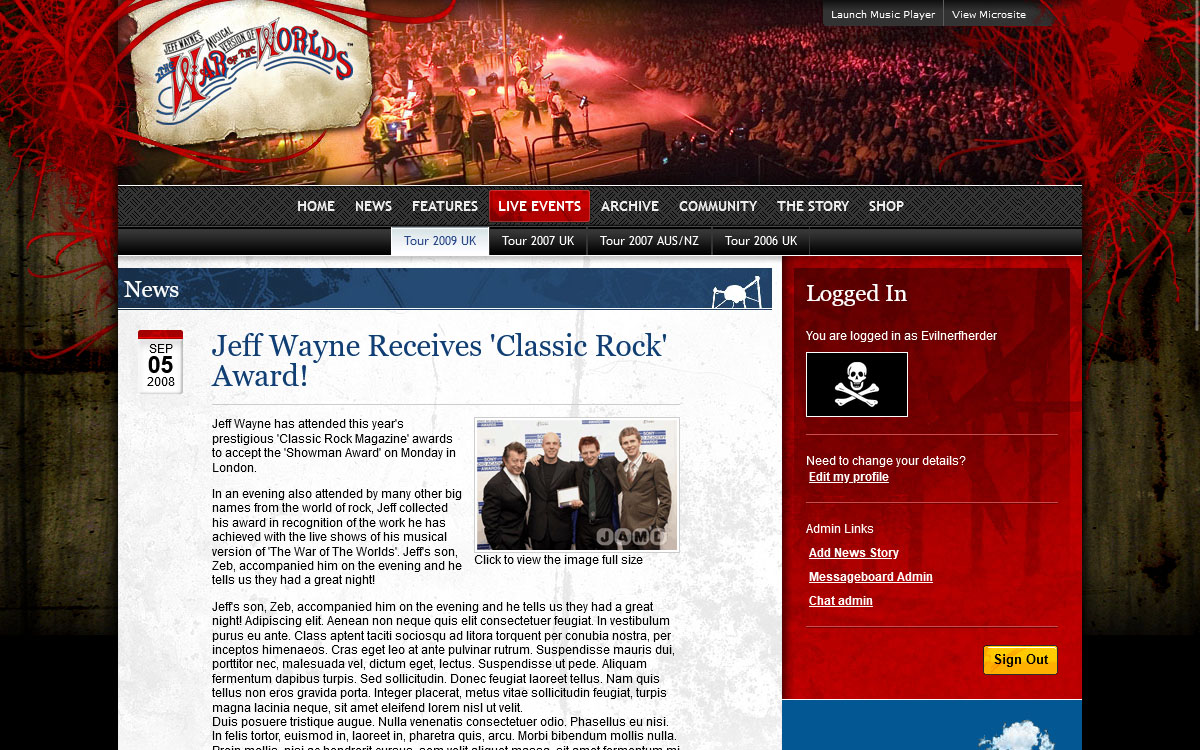 Launch Music Player
View Microsite
JEFF WAYNE'S
MUSICAL
VERSION OF
THE WAR OF THE WORLDS™
HOME NEWS FEATURES LIVE EVENTS ARCHIVE COMMUNITY THE STORY SHOP
Tour 2009 UK Tour 2007 UK Tour 2007 AUS/NZ Tour 2006 UK
News
SEP
05
2008
Jeff Wayne Receives 'Classic Rock'
Award!
Jeff Wayne has attended this year's
prestigious 'Classic Rock Magazine' awards
to accept the 'Showman Award' on Monday in
London.
In an evening also attended by many other big
names from the world of rock, Jeff collected
his award in recognition of the work he has
achieved with the live shows of his musical
version of 'The War of The Worlds'. Jeff's son,
Zeb, accompanied him on the evening and he
tells us they had a great night!
JAMD
Click to view the image full size
Jeff's son, Zeb, accompanied him on the evening and he tells us they had a great
night! Adipiscing elit. Aenean non neque quis elit consectetuer feugiat. In vestibulum
purus eu ante. Class aptent taciti sociosqu ad litora torquent per conubia nostra, per
inceptos himenaeos. Cras eget leo at ante pulvinar rutrum. Suspendisse mauris dui,
porttitor nec, malesuada vel, dictum eget, lectus. Suspendisse ut pede. Aliquam
fermentum dapibus turpis. Sed sollicitudin. Donec feugiat laoreet tellus. Nam quis
tellus non eros gravida porta. Integer placerat, metus vitae sollicitudin feugiat, turpis
magna lacinia neque, sit amet eleifend lorem nisl ut velit.
Duis posuere tristique augue. Nulla venenatis consectetuer odio. Phasellus eu nisi.
In felis tortor, euismod in, laoreet in, pharetra quis, arcu. Morbi bibendum mollis nulla.
Logged In
You are logged in as Evilnerfherder
Need to change your details?
Edit my profile
Admin Links
Add News Story
Messageboard Admin
Chat admin
Sign Out